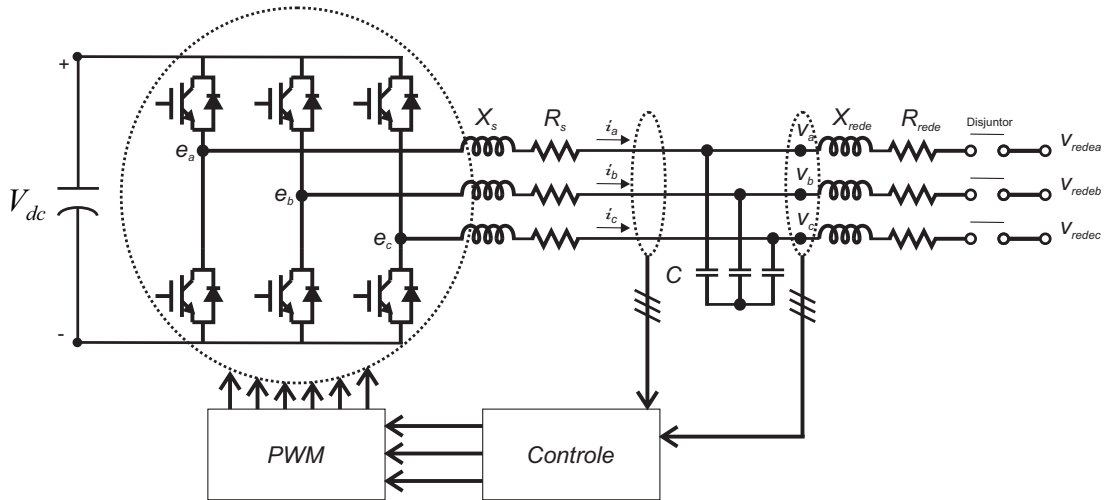 +
V_dc
-
e_a
e_b
e_c
X_s
R_s
i_a
i_b
i_c
v_a
v_b
v_c
C
X_rede
R_rede
Disjuntor
v_redea
v_redeb
v_redec
PWM
Controle